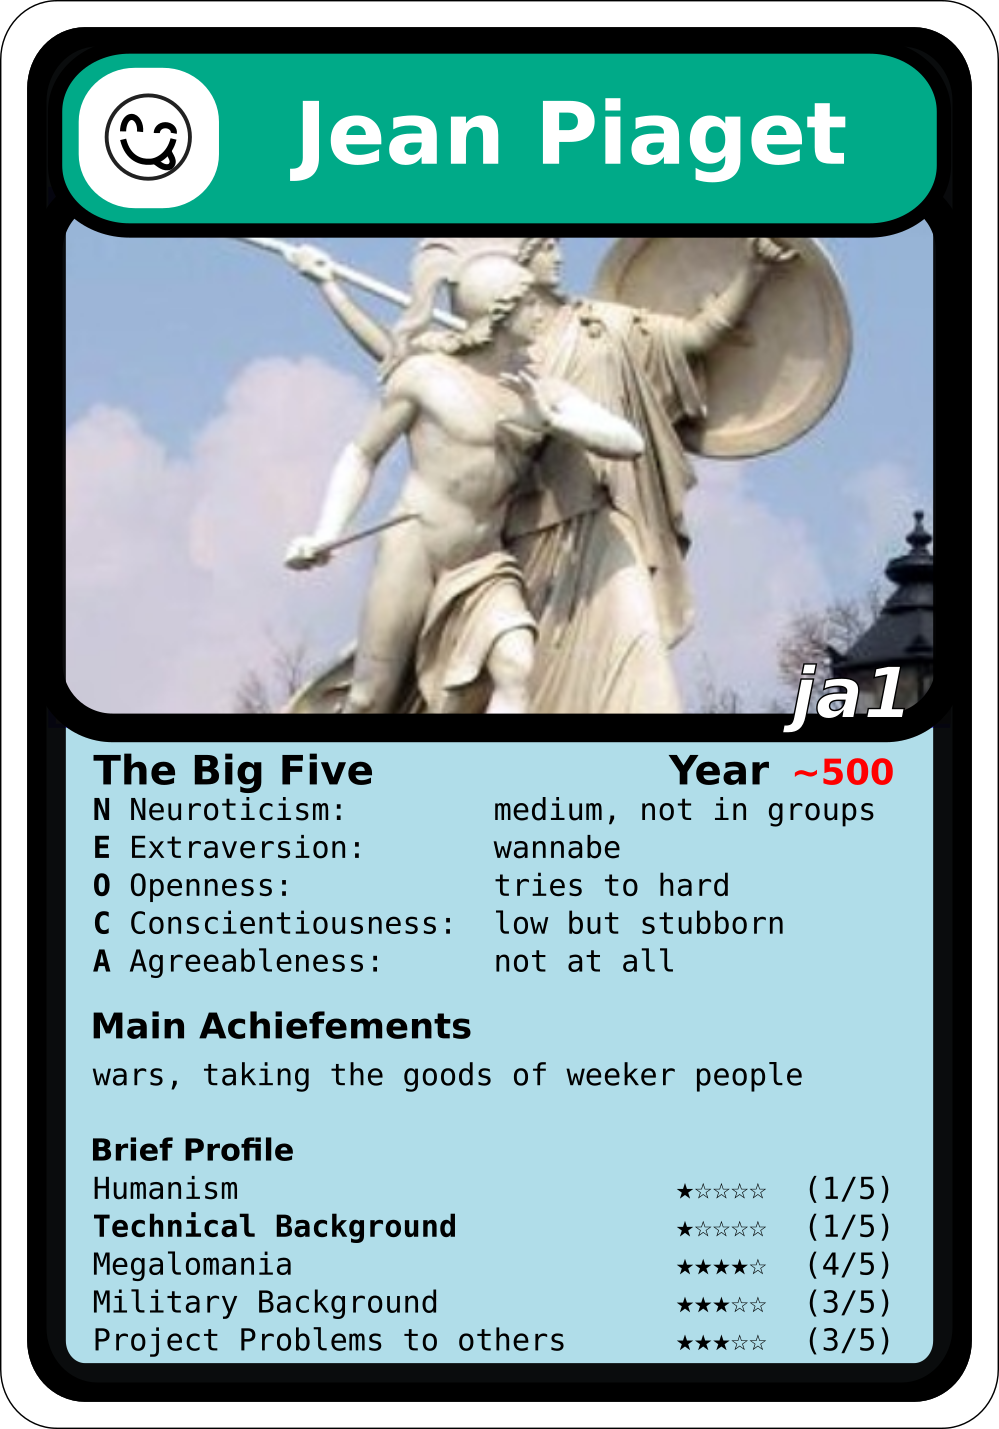 Jean Piaget
ja1
The Big Five Year ~500
N Neuroticism: medium, not in groups
E Extraversion: wannabe
O Openness: tries to hard
C Conscientiousness: low but stubborn
A Agreeableness: not at all
Main Achiefements
wars, taking the goods of weeker people
Brief Profile
Humanism ★☆☆☆☆ (1/5)
Technical Background ★☆☆☆☆ (1/5)
Megalomania ★★★★☆ (4/5)
Military Background ★★★☆☆ (3/5)
Project Problems to others ★★★☆☆ (3/5)